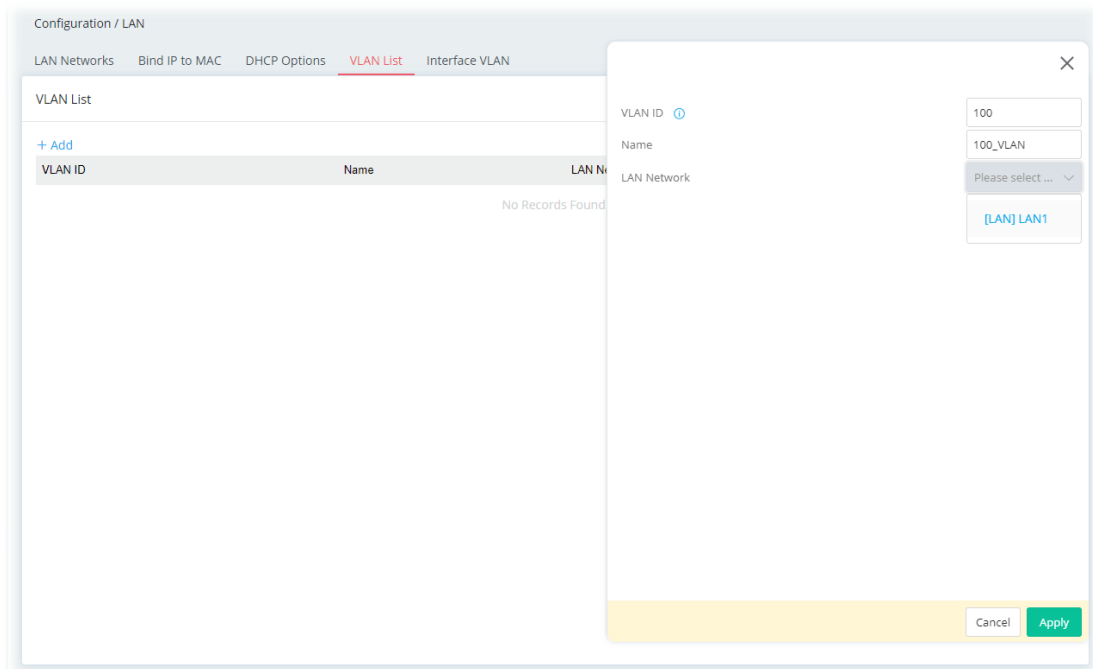 Configuration / LAN
LAN Networks Bind IP to MAC DHCP Options VLAN List Interface VLAN
VLAN List
+ Add
VLAN ID Name LAN
No Records Found
VLAN ID 100
Name 100_VLAN
LAN Network Please select ...
[LAN] LAN1
Cancel Apply